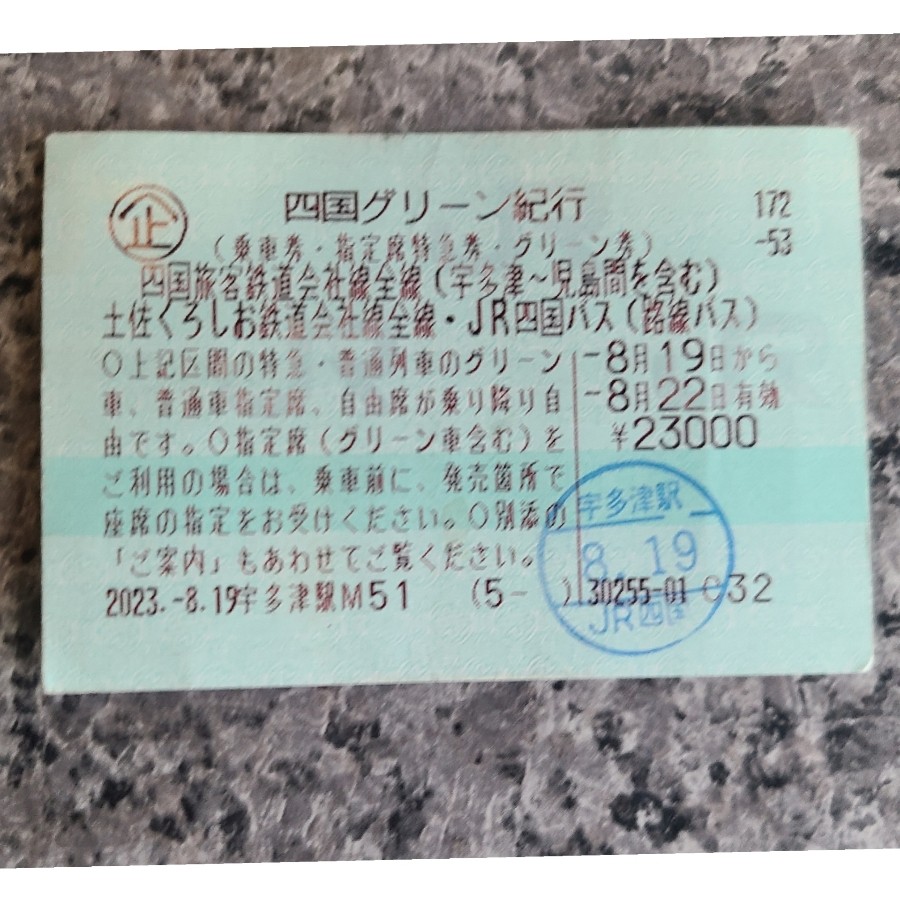 企
四国グリーン紀行
172
(乗車券・指定席特急券・グリーン券)
-53
四国旅客鉄道会社線全線(宇多津~児島間を含む)
土佐くろしお鉄道会社線全線・JR四国バス(路線バス)
○上記区間の特急・普通列車のグリーン
車、普通車指定席、自由席が乗り降り自
由です。○指定席(グリーン車含む)を
ご利用の場合は、乗車前に、発売箇所で
座席の指定をお受けください。○別添の
「ご案内」もあわせてご覧ください。
-8月19日から
-8月22日有効
¥23000
宇多津駅
8.19
JR四国
2023.-8.19宇多津駅M51 (5- )30255-01 C32